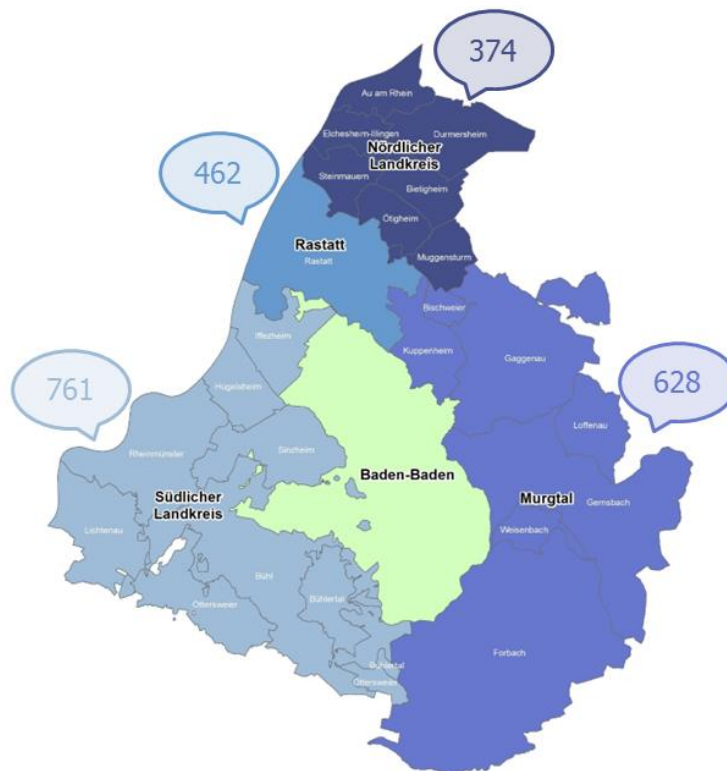 374
Au am Rhein
Elchesheim-Illingen
Durmersheim
Nördlicher
Landkreis
Steinmauern
Bietigheim
462
Ötigheim
Rastatt
Rastatt
Muggensturm
Bischweier
Iffezheim
Kuppenheim
Gaggenau
761
Hügelsheim
628
Loffenau
Rheinmünster
Sinzheim
Baden-Baden
Südlicher
Landkreis
Murgtal
Gernsbach
Lichtenau
Weisenbach
Bühl
Bühlertal
Ottersweier
Forbach
Bühlertal
Ottersweier